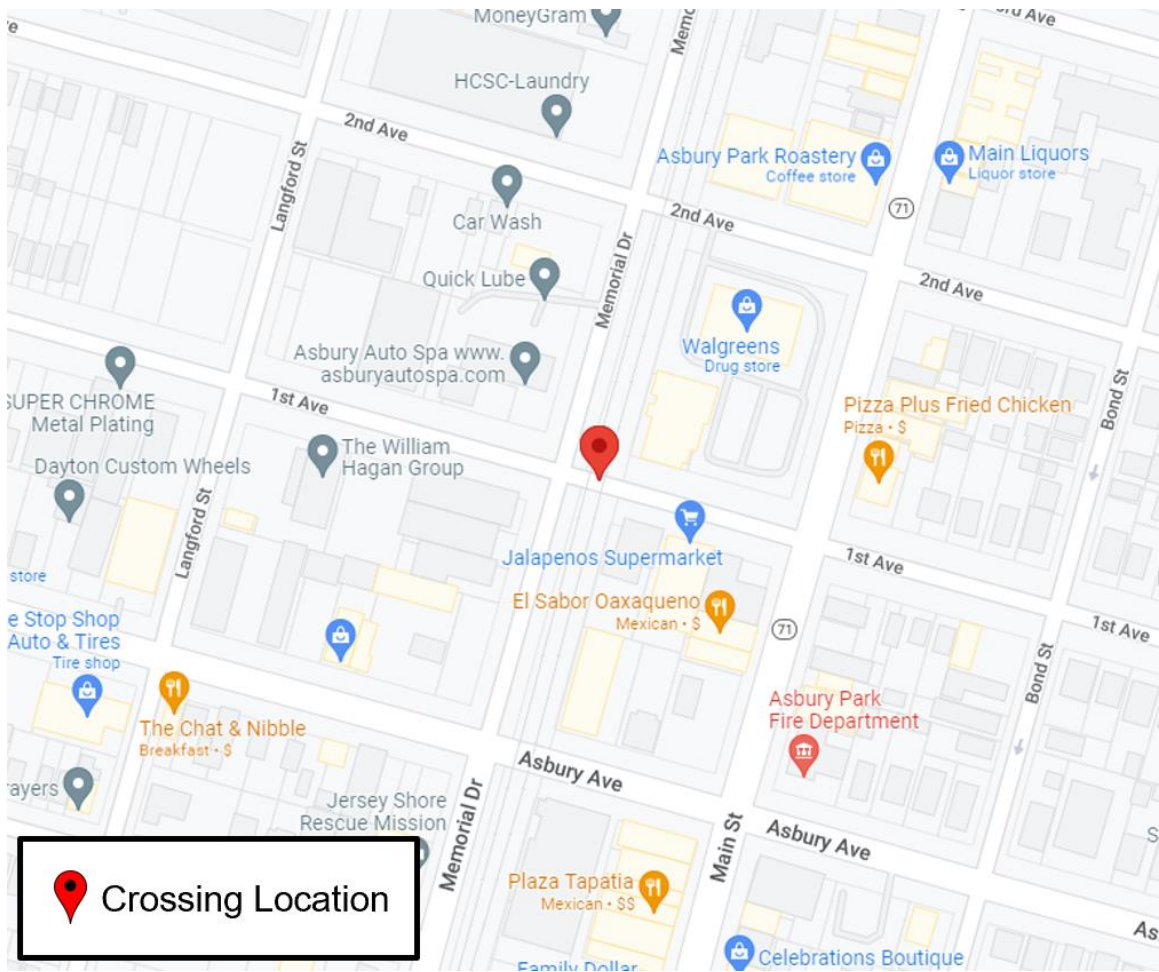 MoneyGram
Memo
ord Ave
e
HCSC-Laundry
2nd Ave
Langford St
Asbury Park Roastery
Coffee store
Main Liquors
Liquor store
71
2nd Ave
Car Wash
Memorial Dr
Quick Lube
2nd Ave
Walgreens
Drug store
Asbury Auto Spa www.
asburyautospa.com
SUPER CHROME
Metal Plating
1st Ave
Pizza Plus Fried Chicken
Pizza • $
Bond St
The William
Hagan Group
Dayton Custom Wheels
Langford St
Jalapenos Supermarket
1st Ave
store
El Sabor Oaxaqueno
Mexican • $
e Stop Shop
Auto & Tires
Tire shop
71
1st Ave
Bond St
The Chat & Nibble
Breakfast • $
Asbury Park
Fire Department
Asbury Ave
rayers
Jersey Shore
Rescue Mission
Memorial Dr
Main St
Asbury Ave
S
Plaza Tapatia
Mexican • $$
As
Family Dollar
Celebrations Boutique
Crossing Location